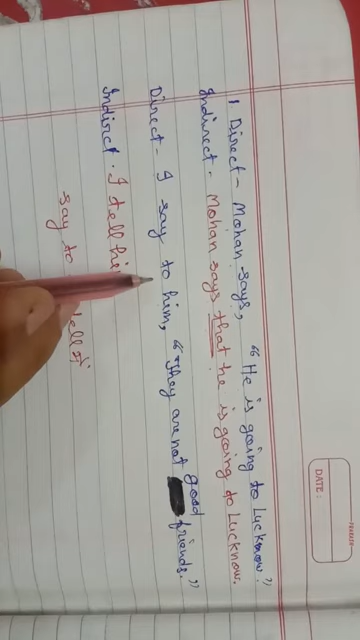 DATE:
1 Direct - Mohan says, "He is going to Lucknow."
Indirect - Mohan says that he is going to Lucknow.
Direct - I say to him, "They are not good
friends."
Indirect. I tell
say to tell